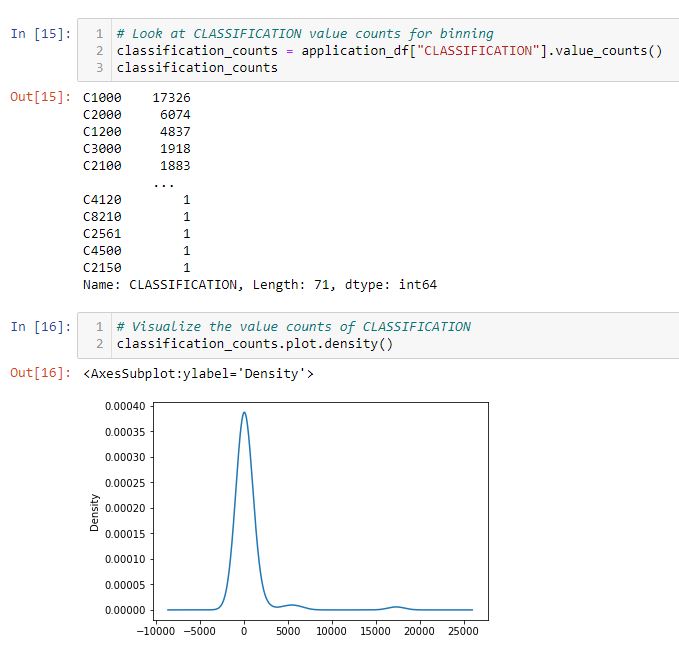 In [15]:
1 # Look at CLASSIFICATION value counts for binning
2 classification_counts = application_df["CLASSIFICATION"].value_counts()
3 classification_counts
Out[15]: C1000 17326
C2000 6074
C1200 4837
C3000 1918
C2100 1883
...
C4120 1
C8210 1
C2561 1
C4500 1
C2150 1
Name: CLASSIFICATION, Length: 71, dtype: int64
In [16]:
1 # Visualize the value counts of CLASSIFICATION
2 classification_counts.plot.density()
Out[16]: <AxesSubplot:ylabel='Density'>
0.00040
0.00035
0.00030
0.00025
0.00020
0.00015
0.00010
0.00005
0.00000
Density
−10000 −5000 0 5000 10000 15000 20000 25000